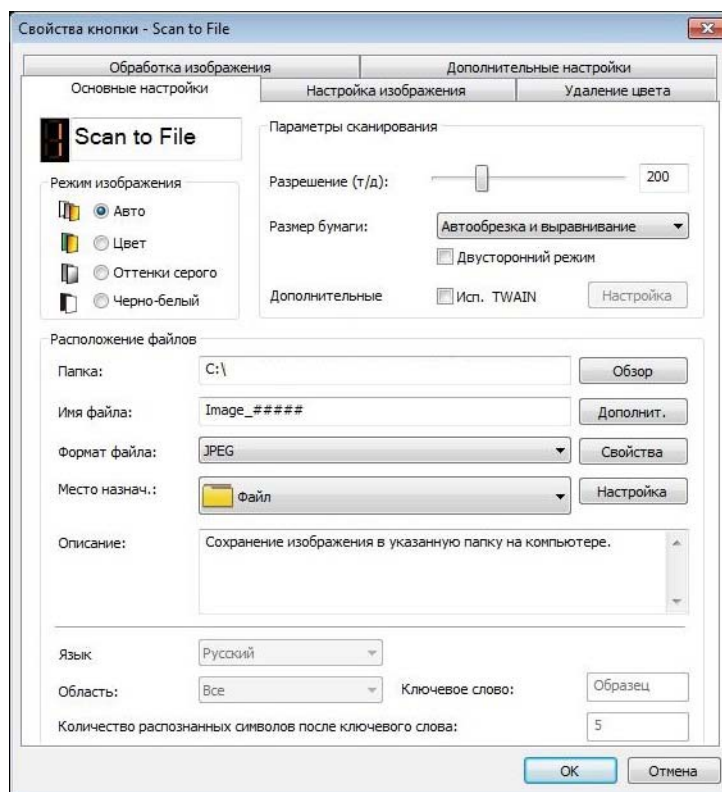 Свойства кнопки - Scan to File
Обработка изображения Дополнительные настройки
Основные настройки Настройка изображения Удаление цвета
1 Scan to File
Параметры сканирования
Режим изображения
Авто
Цвет
Оттенки серого
Черно-белый
Разрешение (т/д): 200
Размер бумаги: Автообрезка и выравнивание
Двусторонний режим
Дополнительные Исп. TWAIN Настройка
Расположение файлов
Папка: C:\ Обзор
Имя файла: Image_##### Дополнит.
Формат файла: JPEG Свойства
Место назнач.: Файл Настройка
Описание: Сохранение изображения в указанную папку на компьютере.
Язык Русский
Область: Все Ключевое слово: Образец
Количество распознанных символов после ключевого слова: 5
OK Отмена